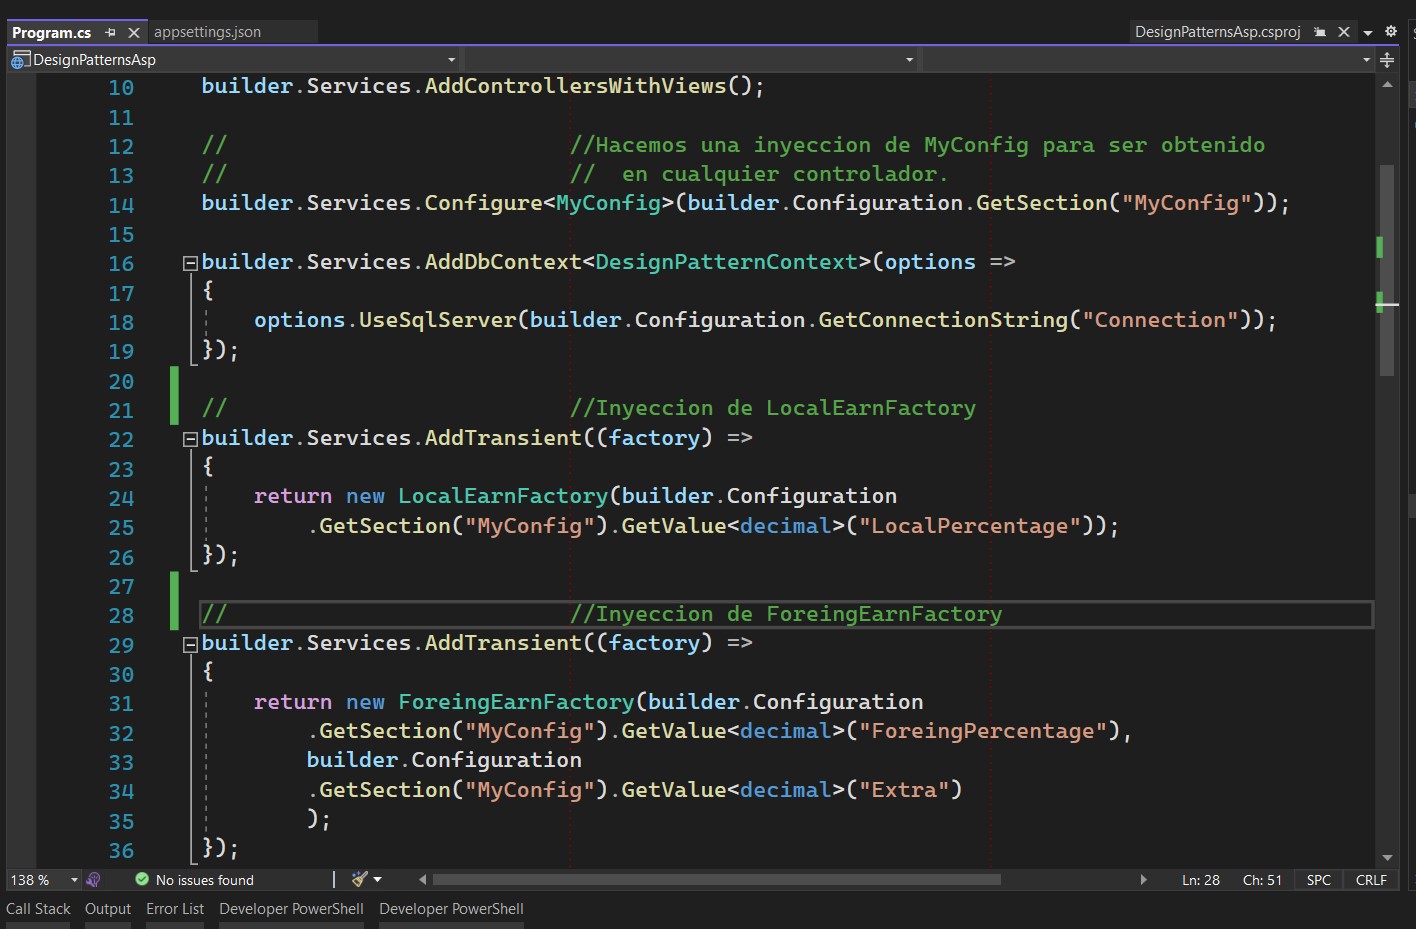 Program.cs
appsettings.json
DesignPatternsAsp.csproj
DesignPatternsAsp
10 builder.Services.AddControllersWithViews();
11
12 // //Hacemos una inyeccion de MyConfig para ser obtenido
13 // // en cualquier controlador.
14 builder.Services.Configure<MyConfig>(builder.Configuration.GetSection("MyConfig"));
15
16 builder.Services.AddDbContext<DesignPatternContext>(options =>
17 {
18 options.UseSqlServer(builder.Configuration.GetConnectionString("Connection"));
19 });
20
21 // //Inyeccion de LocalEarnFactory
22 builder.Services.AddTransient((factory) =>
23 {
24 return new LocalEarnFactory(builder.Configuration
25 .GetSection("MyConfig").GetValue<decimal>("LocalPercentage"));
26 });
27
28 // //Inyeccion de ForeingEarnFactory
29 builder.Services.AddTransient((factory) =>
30 {
31 return new ForeingEarnFactory(builder.Configuration
32 .GetSection("MyConfig").GetValue<decimal>("ForeingPercentage"),
33 builder.Configuration
34 .GetSection("MyConfig").GetValue<decimal>("Extra")
35 );
36 });
138 % No issues found Ln: 28 Ch: 51 SPC CRLF
Call Stack Output Error List Developer PowerShell Developer PowerShell